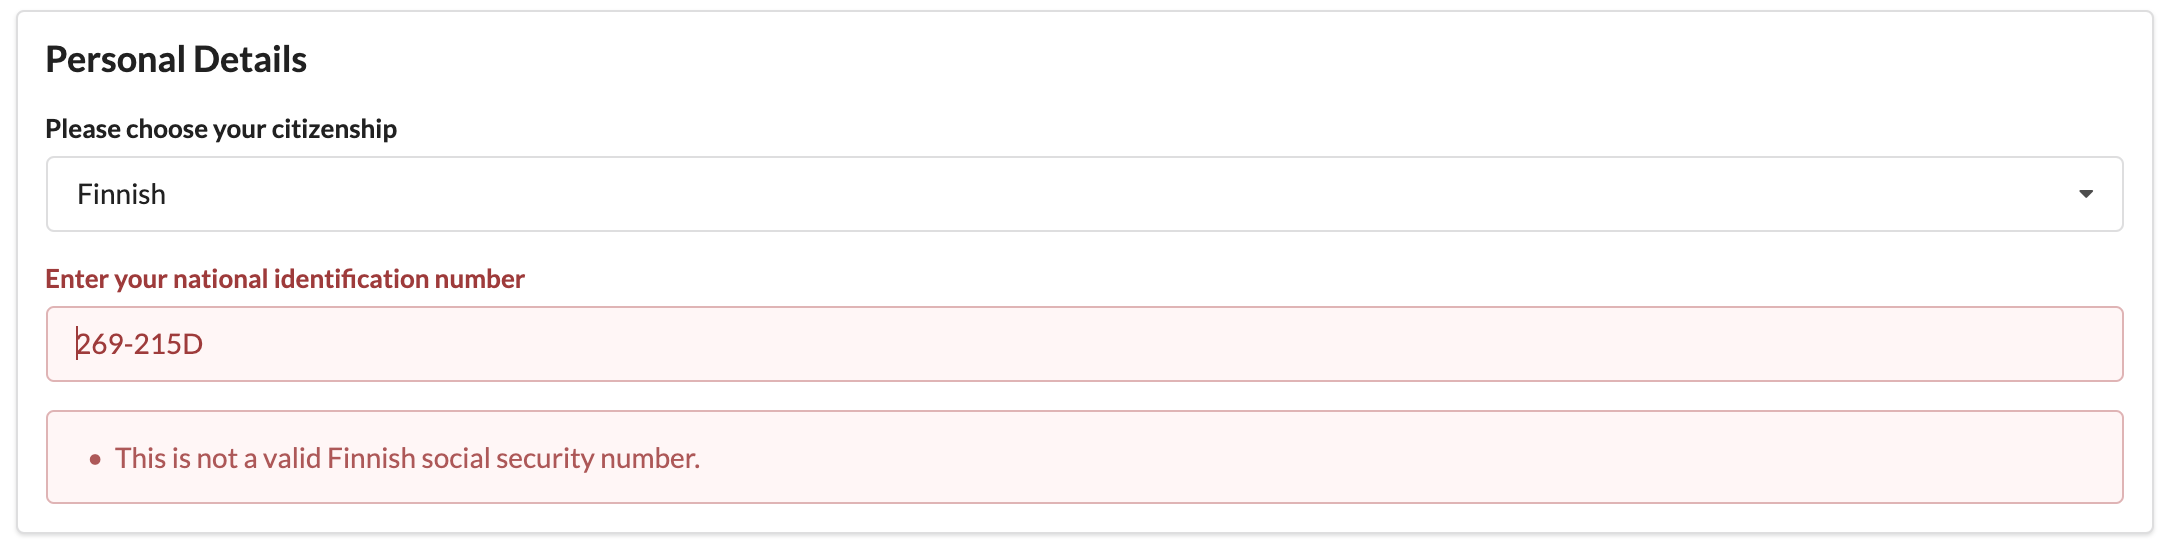 Personal Details
Please choose your citizenship
Finnish
Enter your national identification number
269-215D
This is not a valid Finnish social security number.